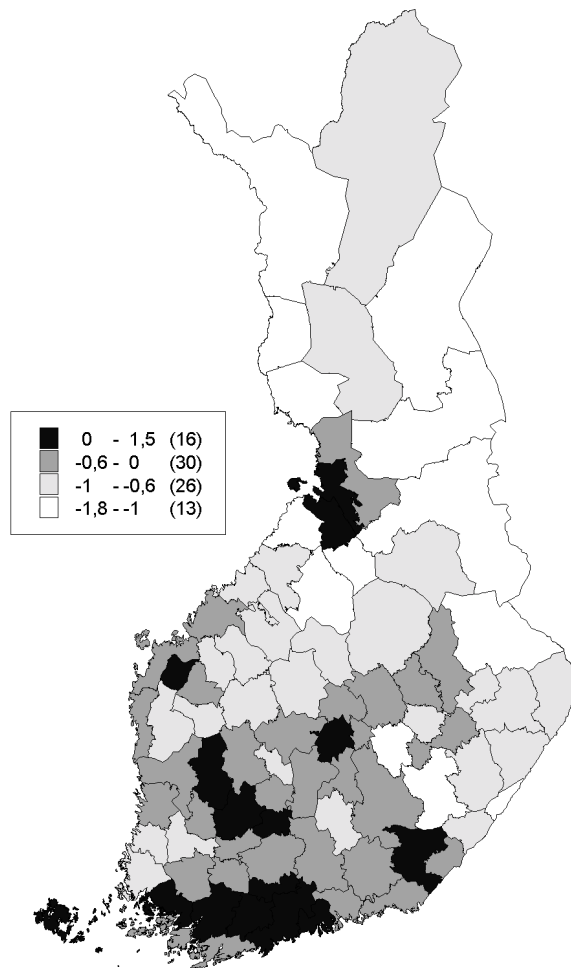 0 - 1,5 (16)
-0,6 - 0 (30)
-1 - -0,6 (26)
-1,8 - -1 (13)